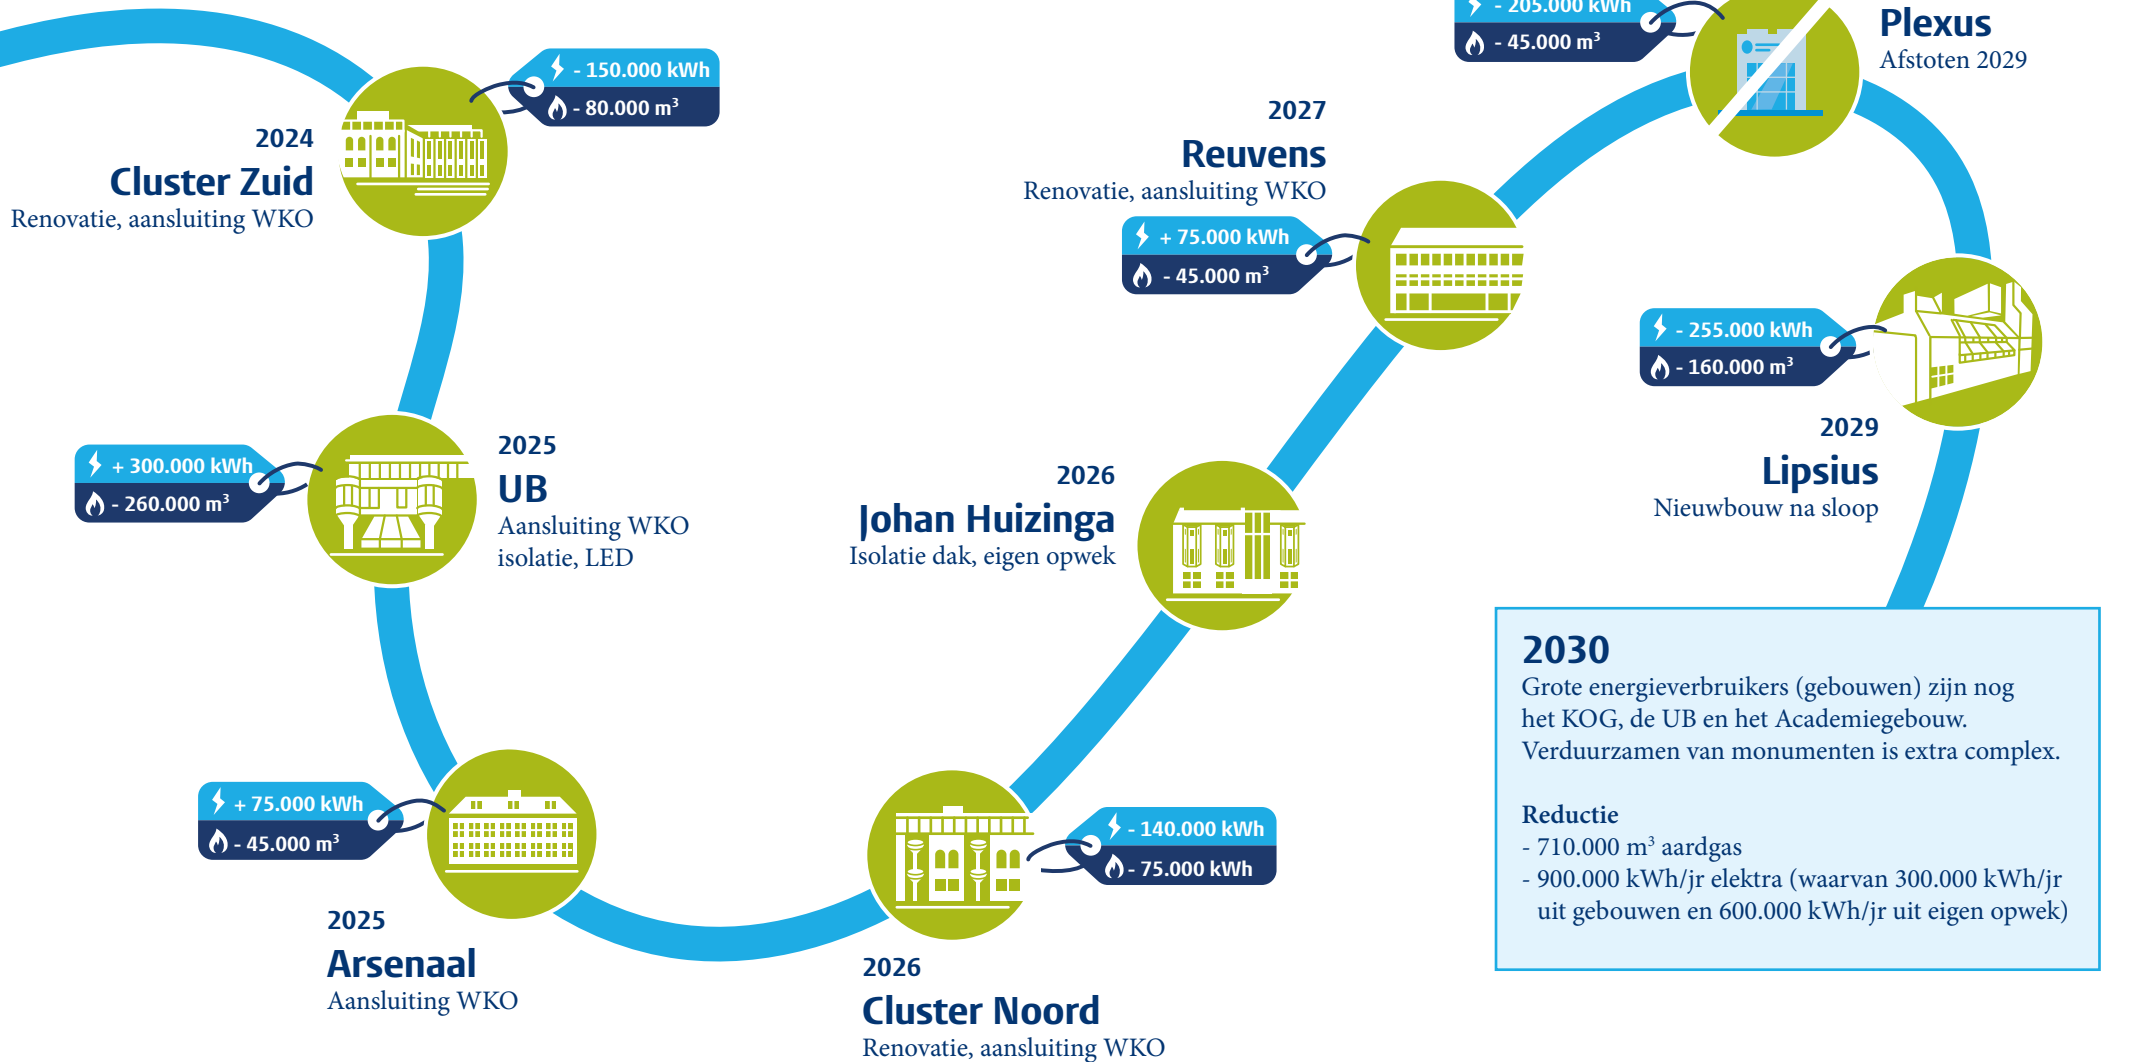 2024
Cluster Zuid
Renovatie, aansluiting WKO
- 150.000 kWh
- 80.000 m³
2025
UB
Aansluiting WKO
isolatie, LED
+ 300.000 kWh
- 260.000 m³
2025
Arsenaal
Aansluiting WKO
+ 75.000 kWh
- 45.000 m³
2026
Cluster Noord
Renovatie, aansluiting WKO
- 140.000 kWh
- 75.000 kWh
2026
Johan Huizinga
Isolatie dak, eigen opwek
2027
Reuvens
Renovatie, aansluiting WKO
+ 75.000 kWh
- 45.000 m³
Plexus
Afstoten 2029
- 205.000 kWh
- 45.000 m³
2029
Lipsius
Nieuwbouw na sloop
- 255.000 kWh
- 160.000 m³
2030
Grote energieverbruikers (gebouwen) zijn nog
het KOG, de UB en het Academiegebouw.
Verduurzamen van monumenten is extra complex.
Reductie
- 710.000 m³ aardgas
- 900.000 kWh/jr elektra (waarvan 300.000 kWh/jr
uit gebouwen en 600.000 kWh/jr uit eigen opwek)